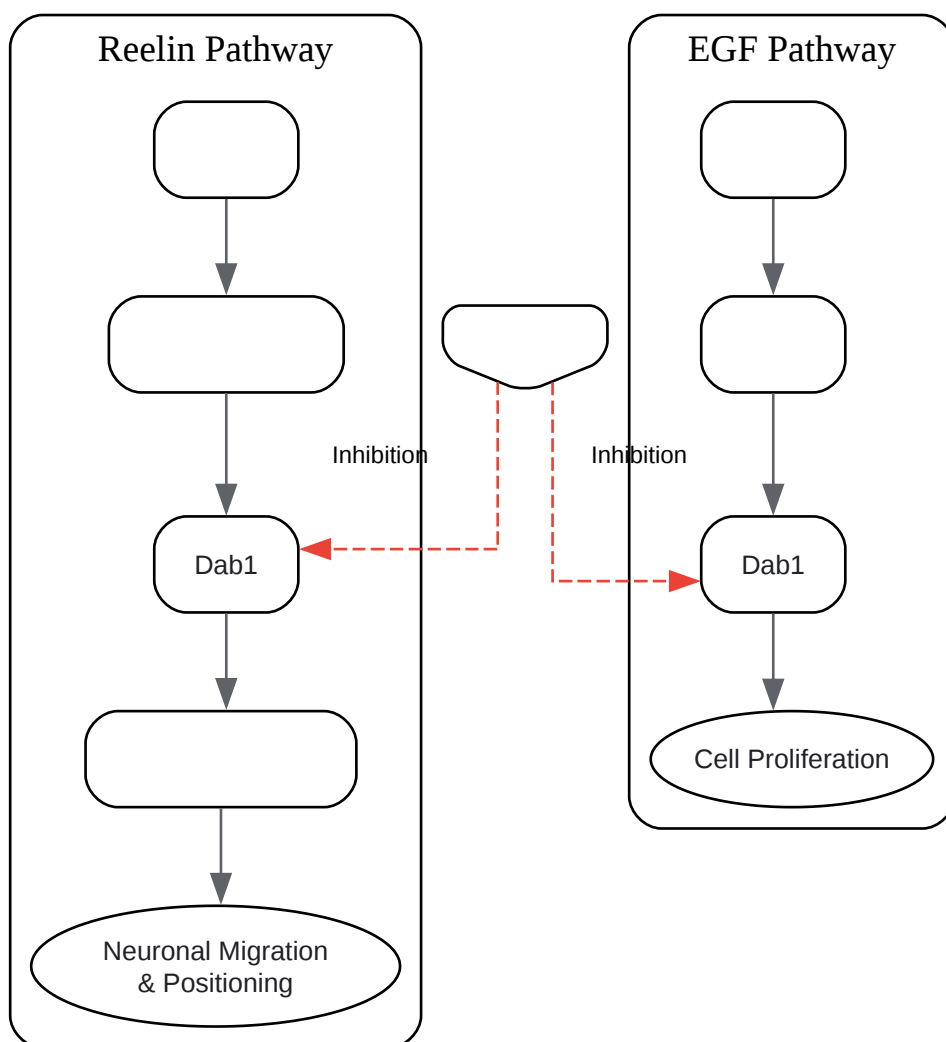 Reelin Pathway
EGF Pathway
Inhibition
Inhibition
Dab1
Dab1
Cell Proliferation
Neuronal Migration
& Positioning